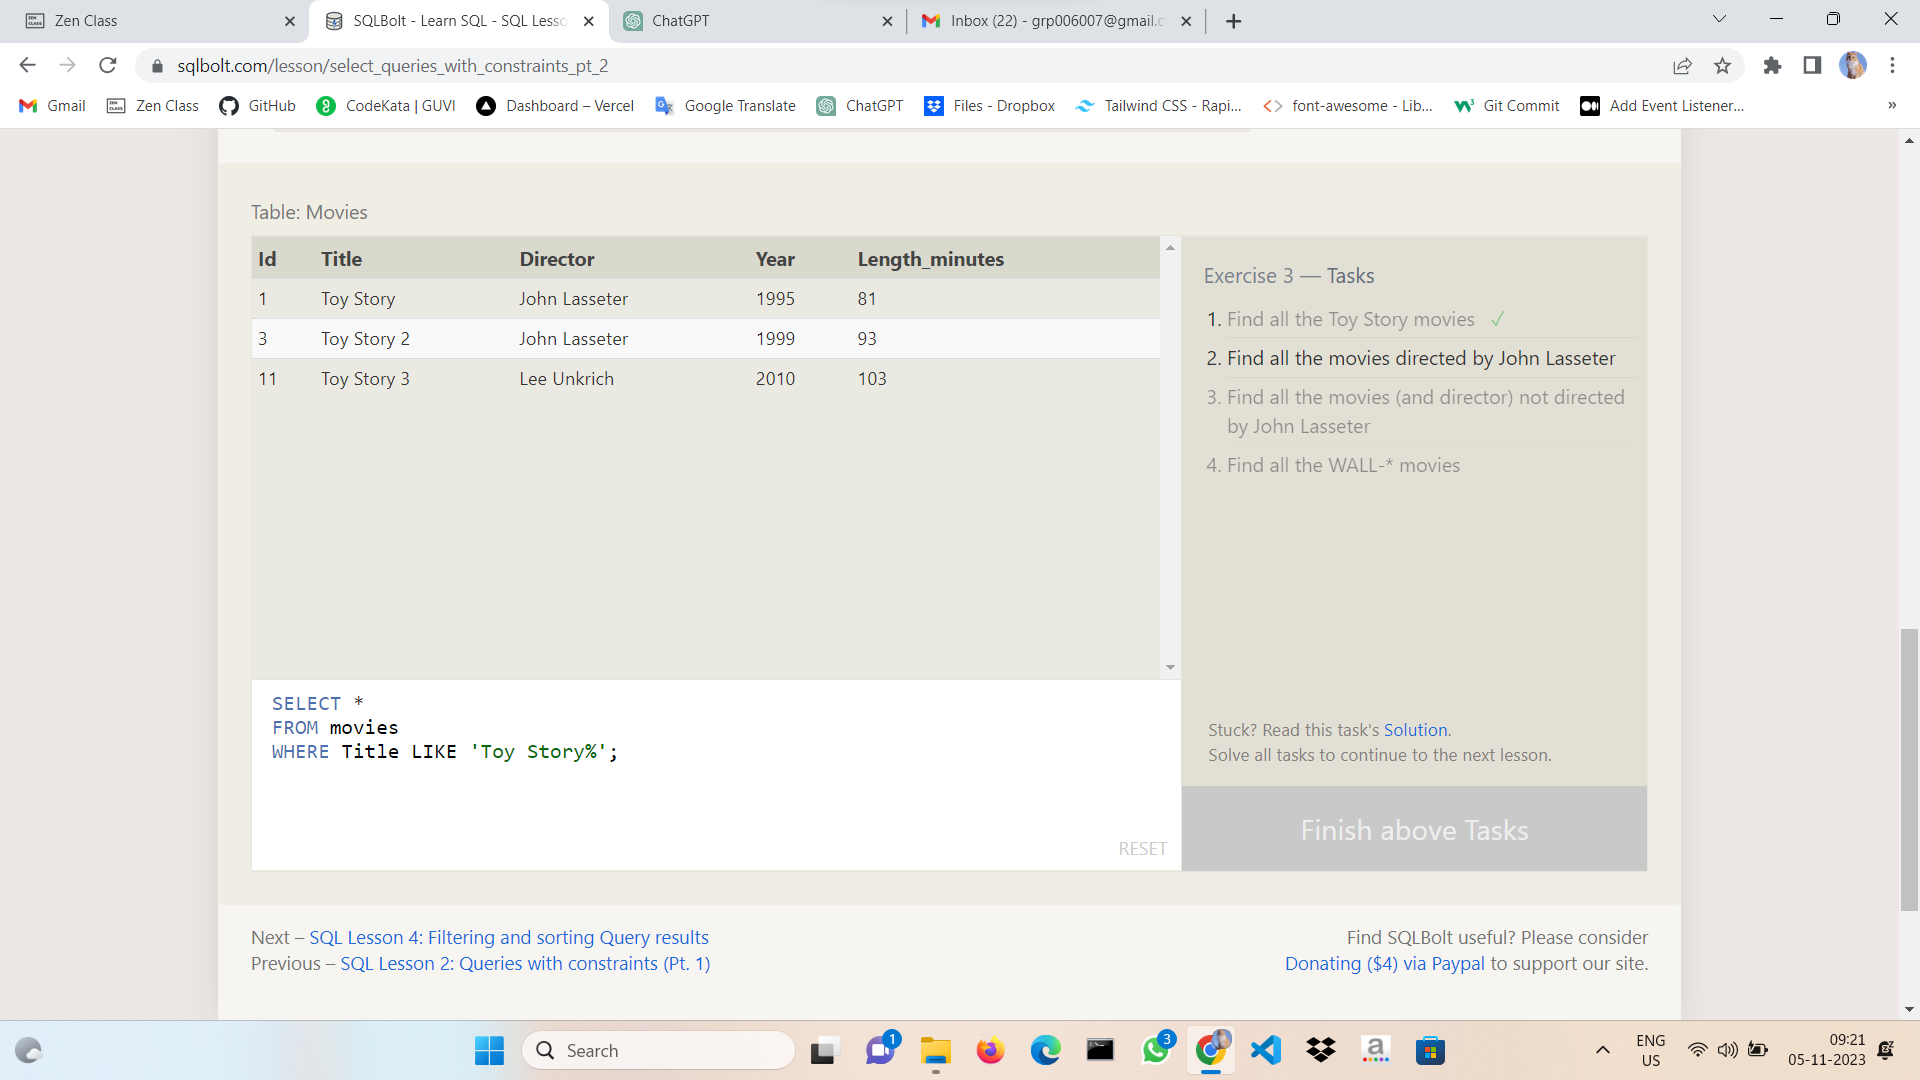 Zen Class
SQLBolt - Learn SQL - SQL Lesso
ChatGPT
Inbox (22) - grp006007@gmail.c
sqlbolt.com/lesson/select_queries_with_constraints_pt_2
Gmail
Zen Class
GitHub
CodeKata | GUVI
Dashboard – Vercel
Google Translate
ChatGPT
Files - Dropbox
Tailwind CSS - Rapi...
font-awesome - Lib...
Git Commit
Add Event Listener...
»
Table: Movies
Id Title Director Year Length_minutes
1 Toy Story John Lasseter 1995 81
3 Toy Story 2 John Lasseter 1999 93
11 Toy Story 3 Lee Unkrich 2010 103
Exercise 3 — Tasks
1. Find all the Toy Story movies ✓
2. Find all the movies directed by John Lasseter
3. Find all the movies (and director) not directed
by John Lasseter
4. Find all the WALL-* movies
SELECT *
FROM movies
WHERE Title LIKE 'Toy Story%';
RESET
Stuck? Read this task's Solution.
Solve all tasks to continue to the next lesson.
Finish above Tasks
Next – SQL Lesson 4: Filtering and sorting Query results
Previous – SQL Lesson 2: Queries with constraints (Pt. 1)
Find SQLBolt useful? Please consider
Donating ($4) via Paypal to support our site.
Search
1
3
ENG
US
09:21
05-11-2023